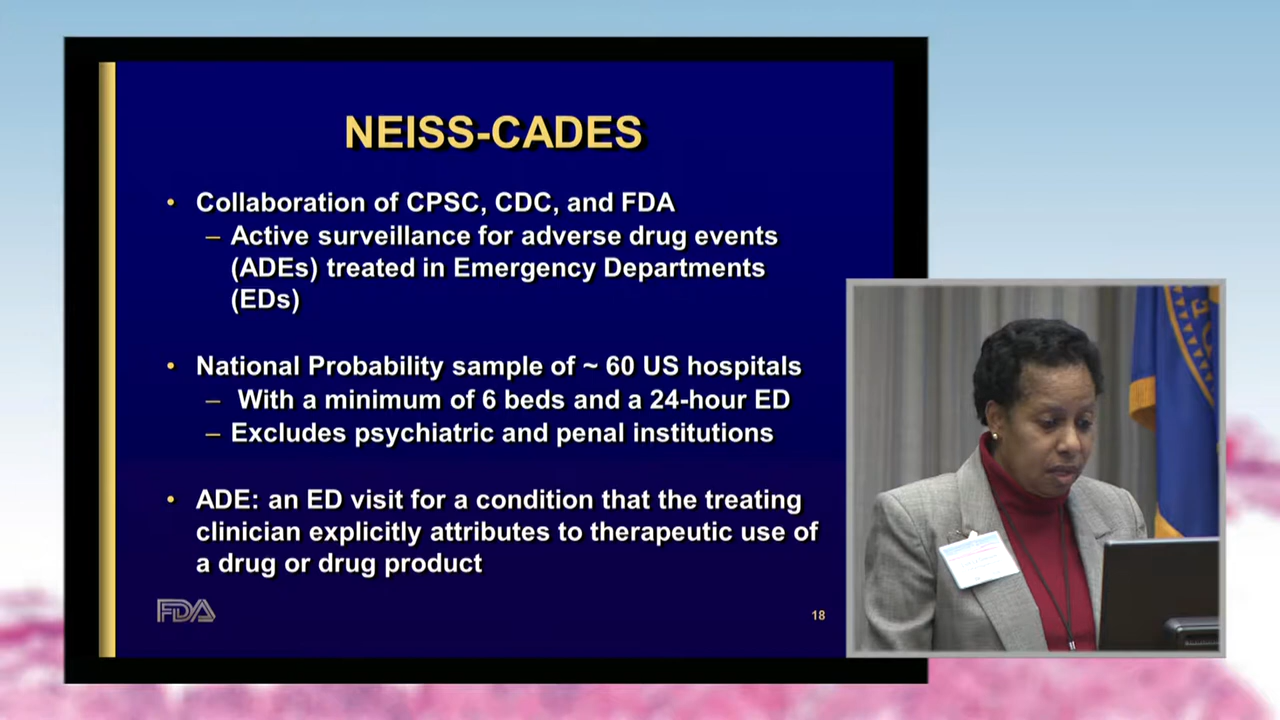 NEISS-CADES
• Collaboration of CPSC, CDC, and FDA
– Active surveillance for adverse drug events
(ADEs) treated in Emergency Departments
(EDs)
• National Probability sample of ~ 60 US hospitals
– With a minimum of 6 beds and a 24-hour ED
– Excludes psychiatric and penal institutions
• ADE: an ED visit for a condition that the treating
clinician explicitly attributes to therapeutic use of
a drug or drug product
FDA
18